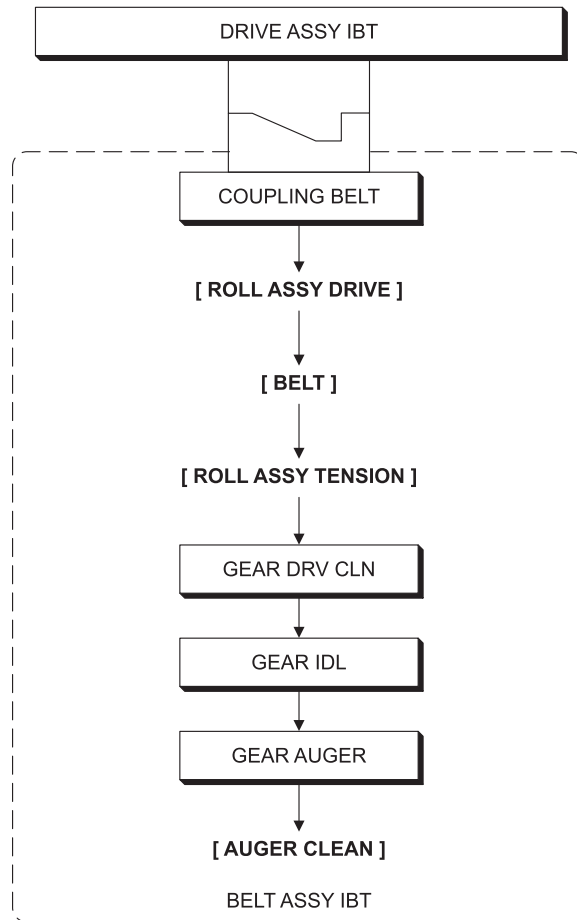 DRIVE ASSY IBT
COUPLING BELT
[ ROLL ASSY DRIVE ]
[ BELT ]
[ ROLL ASSY TENSION ]
GEAR DRV CLN
GEAR IDL
GEAR AUGER
[ AUGER CLEAN ]
BELT ASSY IBT